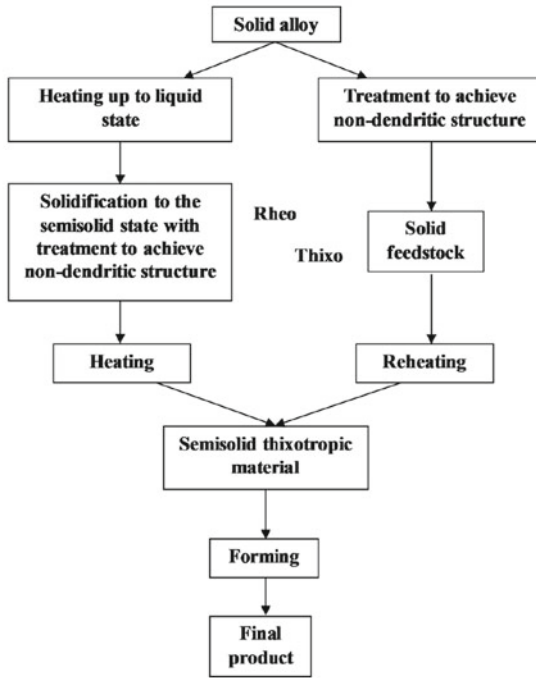 Solid alloy
Heating up to liquid
state
Treatment to achieve
non-dendritic structure
Solidification to the
semisolid state with
treatment to achieve
non-dendritic structure
Rheo
Thixo
Solid
feedstock
Heating
Reheating
Semisolid thixotropic
material
Forming
Final
product